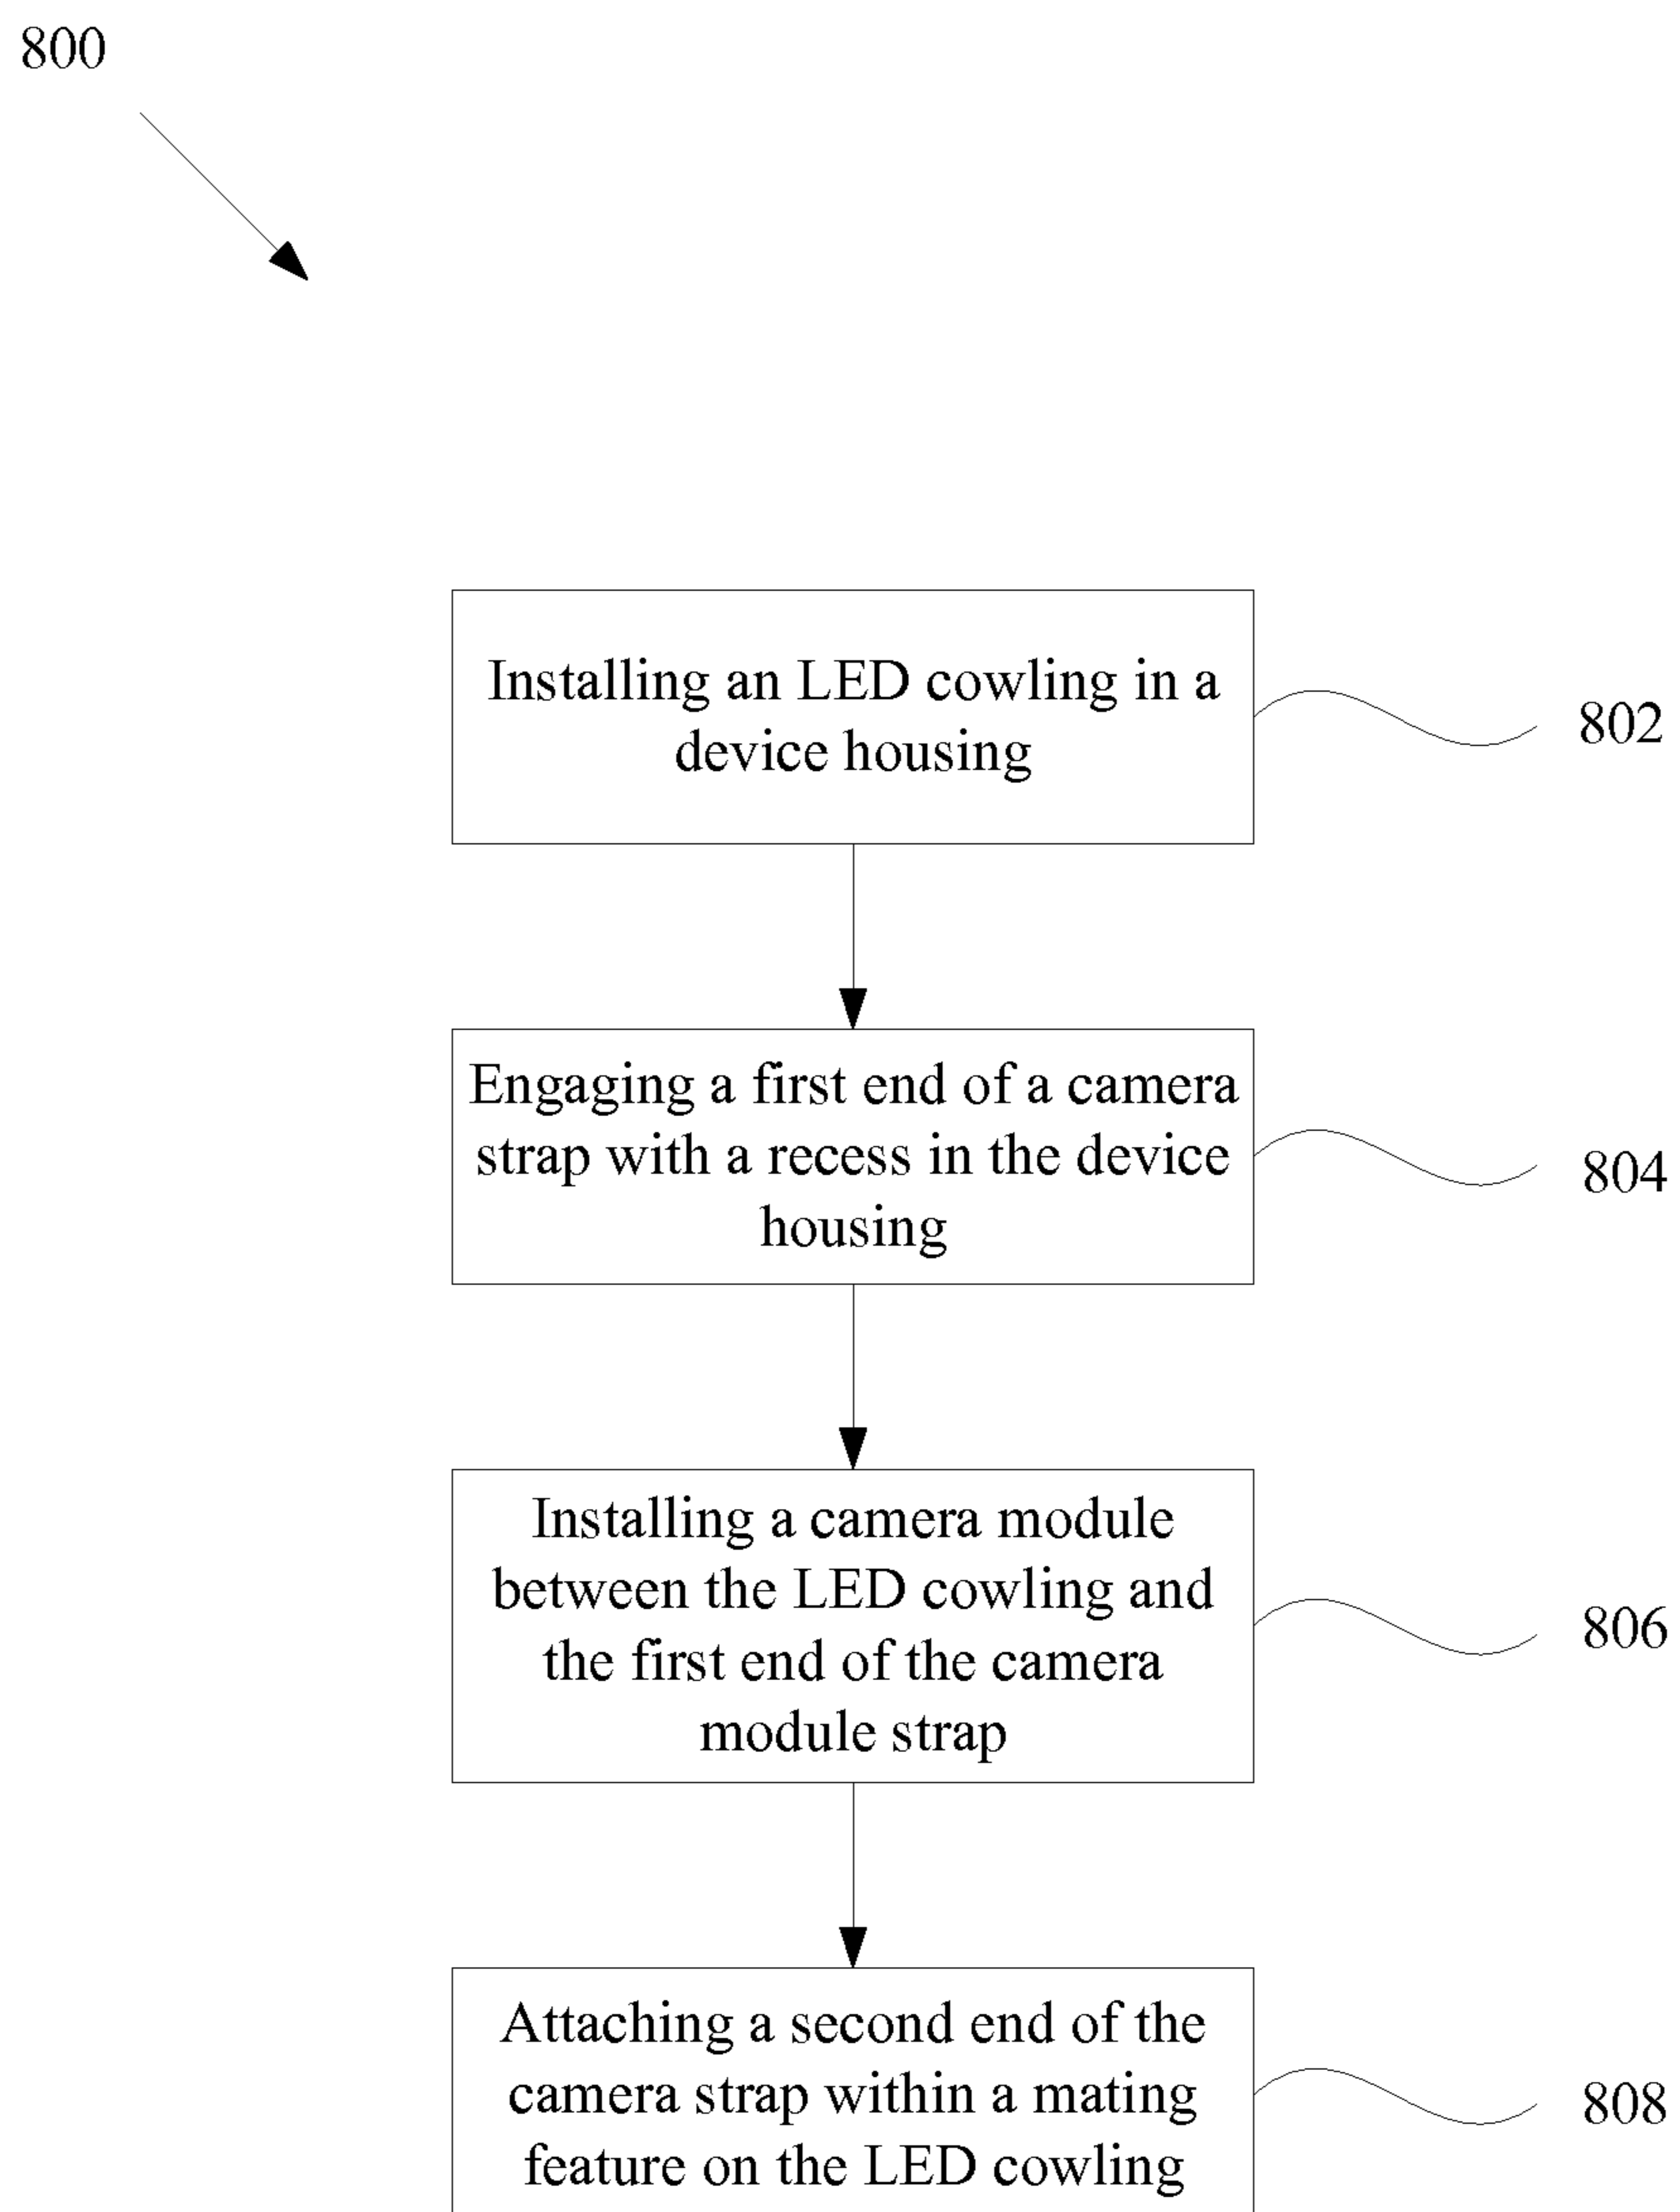 800
Installing an LED cowling in a
device housing
802
Engaging a first end of a camera
strap with a recess in the device
housing
804
Installing a camera module
between the LED cowling and
the first end of the camera
module strap
806
Attaching a second end of the
camera strap within a mating
feature on the LED cowling
808